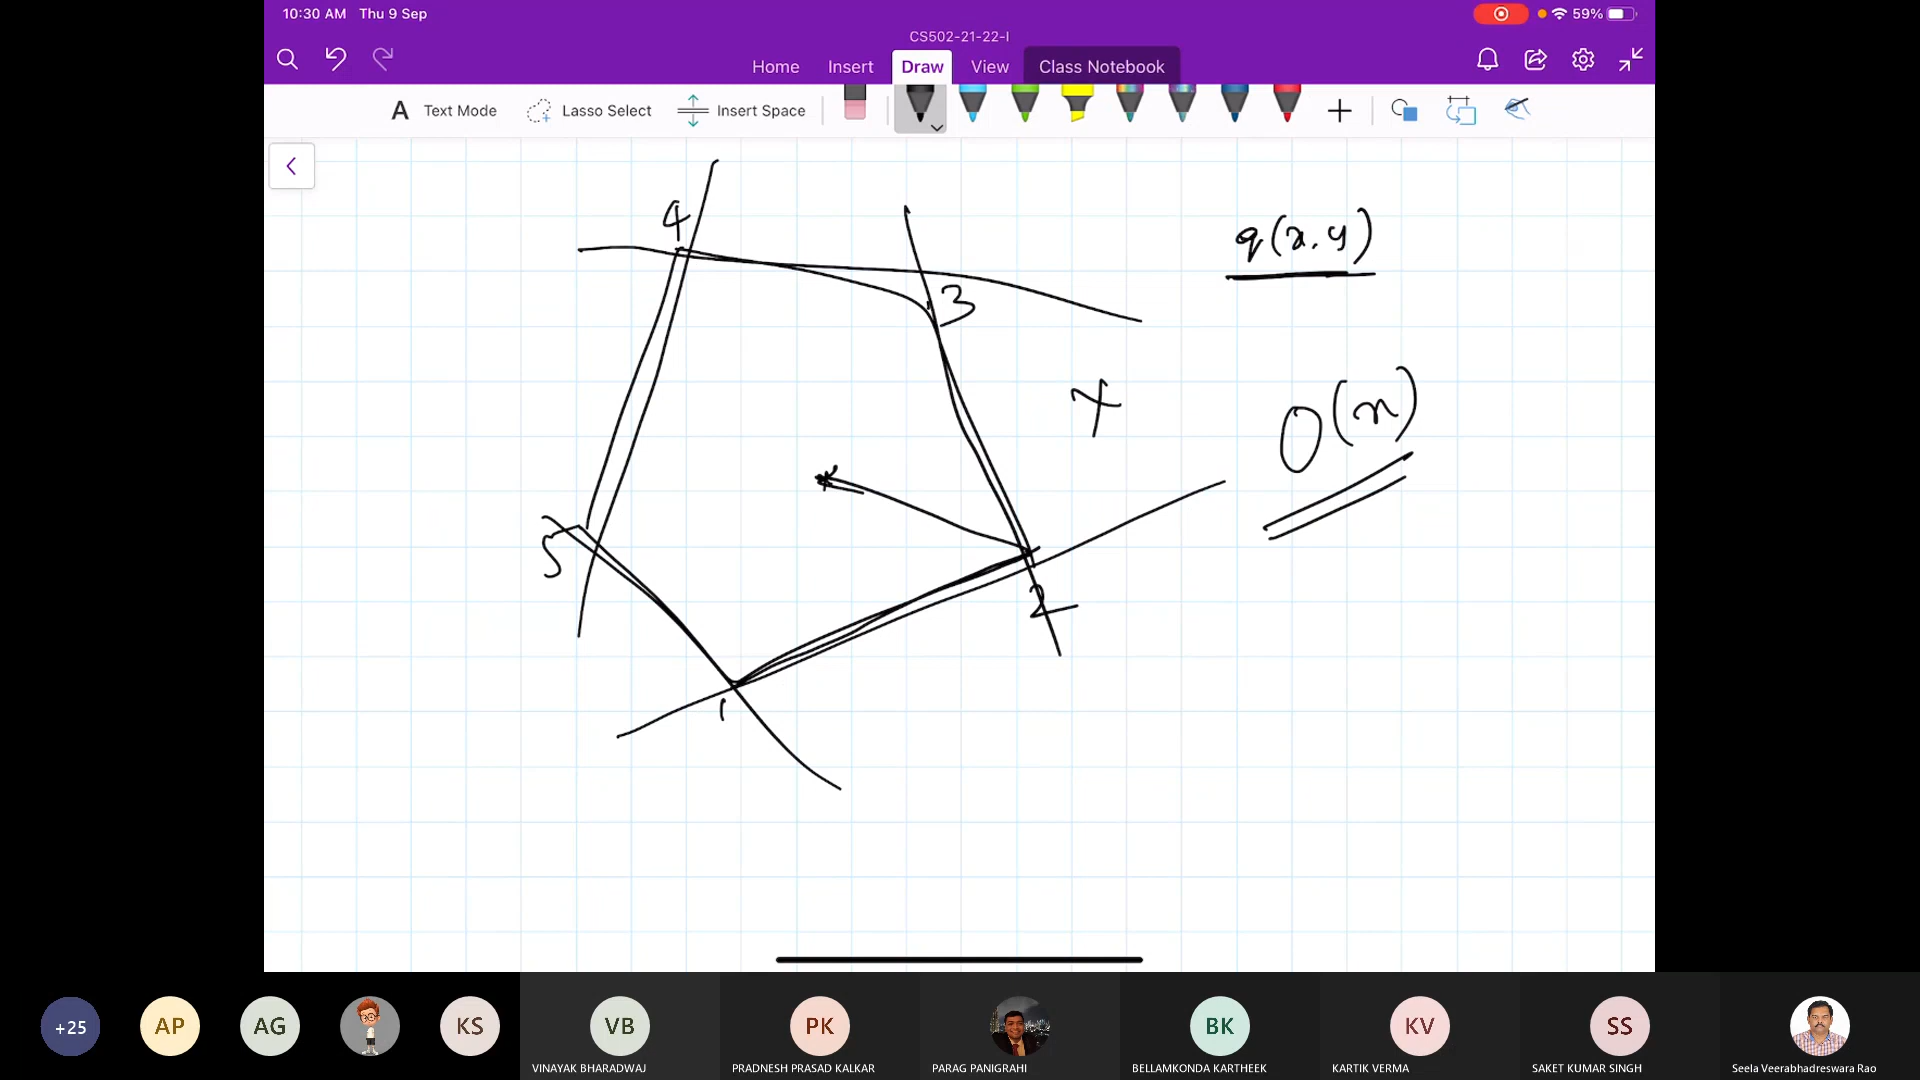 10:30 AM Thu 9 Sep
59%
CS502-21-22-I
Home Insert Draw View Class Notebook
A Text Mode Lasso Select Insert Space
4
q(x,y)
3
O(n)
5
2
1
+25 AP AG KS VB PK BK KV SS
VINAYAK BHARADWAJ PRADNESH PRASAD KALKAR PARAG PANIGRAHI BELLAMKONDA KARTHEEK KARTIK VERMA SAKET KUMAR SINGH Seela Veerabhadreswara Rao